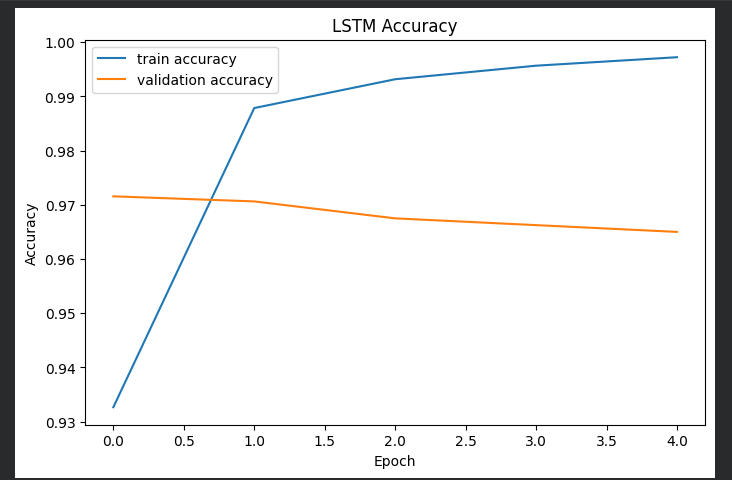 LSTM Accuracy
train accuracy
validation accuracy
1.00
0.99
0.98
0.97
0.96
0.95
0.94
0.93
Accuracy
0.0 0.5 1.0 1.5 2.0 2.5 3.0 3.5 4.0
Epoch